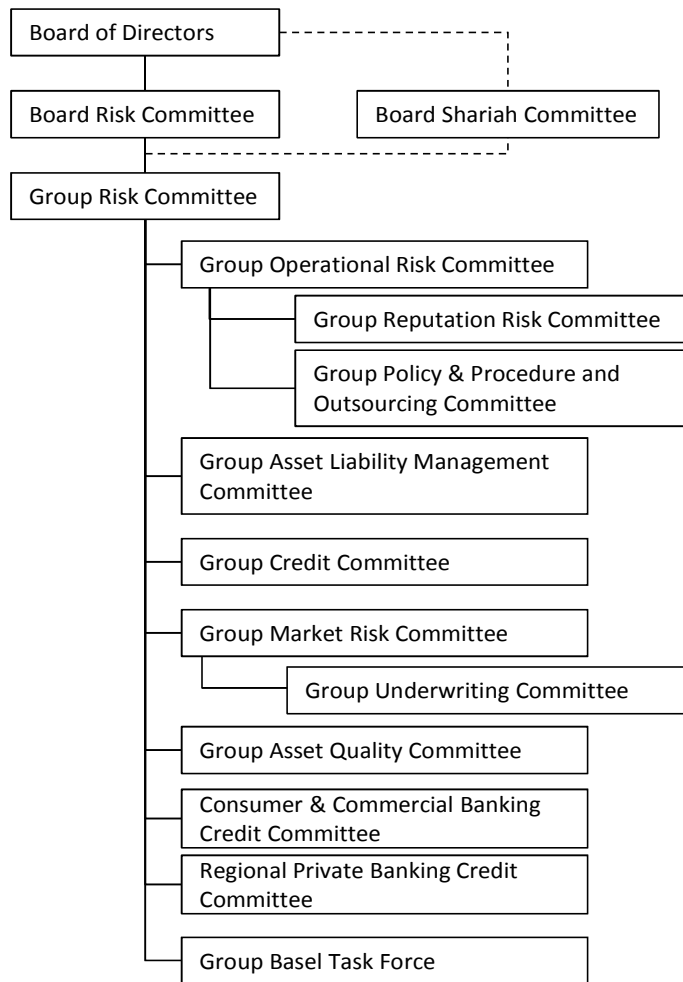 Board of Directors
Board Risk Committee
Board Shariah Committee
Group Risk Committee
Group Operational Risk Committee
Group Reputation Risk Committee
Group Policy & Procedure and
Outsourcing Committee
Group Asset Liability Management
Committee
Group Credit Committee
Group Market Risk Committee
Group Underwriting Committee
Group Asset Quality Committee
Consumer & Commercial Banking
Credit Committee
Regional Private Banking Credit
Committee
Group Basel Task Force